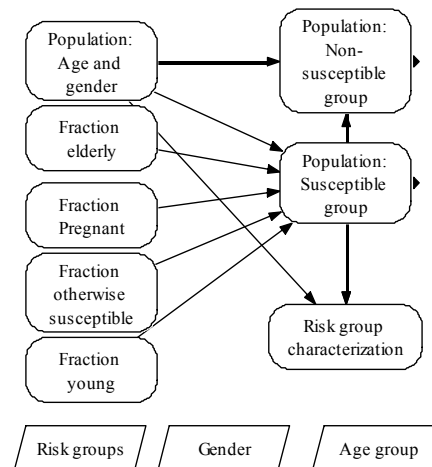 Population:
Age and
gender
Population:
Non-
susceptible
group
Fraction
elderly
Population:
Susceptible
group
Fraction
Pregnant
Fraction
otherwise
susceptible
Risk group
characterization
Fraction
young
Risk groups
Gender
Age group